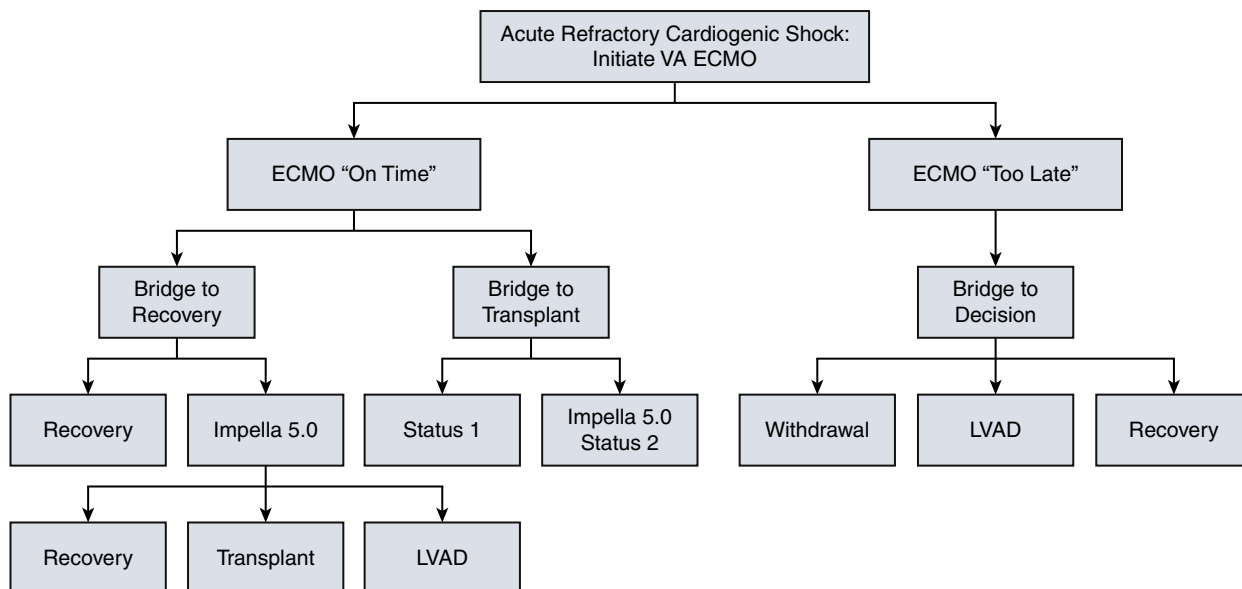 Acute Refractory Cardiogenic Shock:
Initiate VA ECMO
ECMO “On Time”
ECMO “Too Late”
Bridge to
Recovery
Bridge to
Transplant
Bridge to
Decision
Recovery
Impella 5.0
Status 1
Impella 5.0
Status 2
Withdrawal
LVAD
Recovery
Recovery
Transplant
LVAD